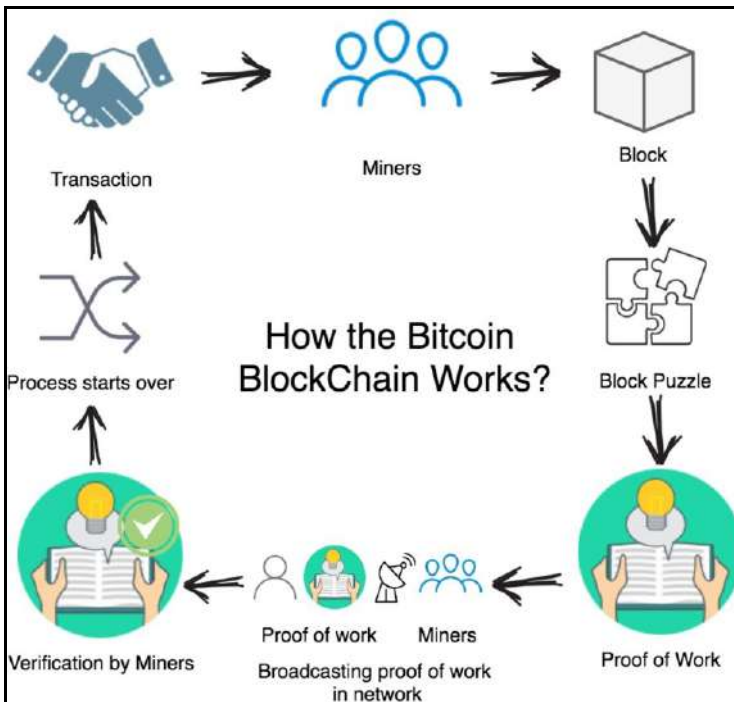 Transaction
Miners
Block
How the Bitcoin
BlockChain Works?
Process starts over
Block Puzzle
Proof of work
Miners
Verification by Miners
Broadcasting proof of work
in network
Proof of Work